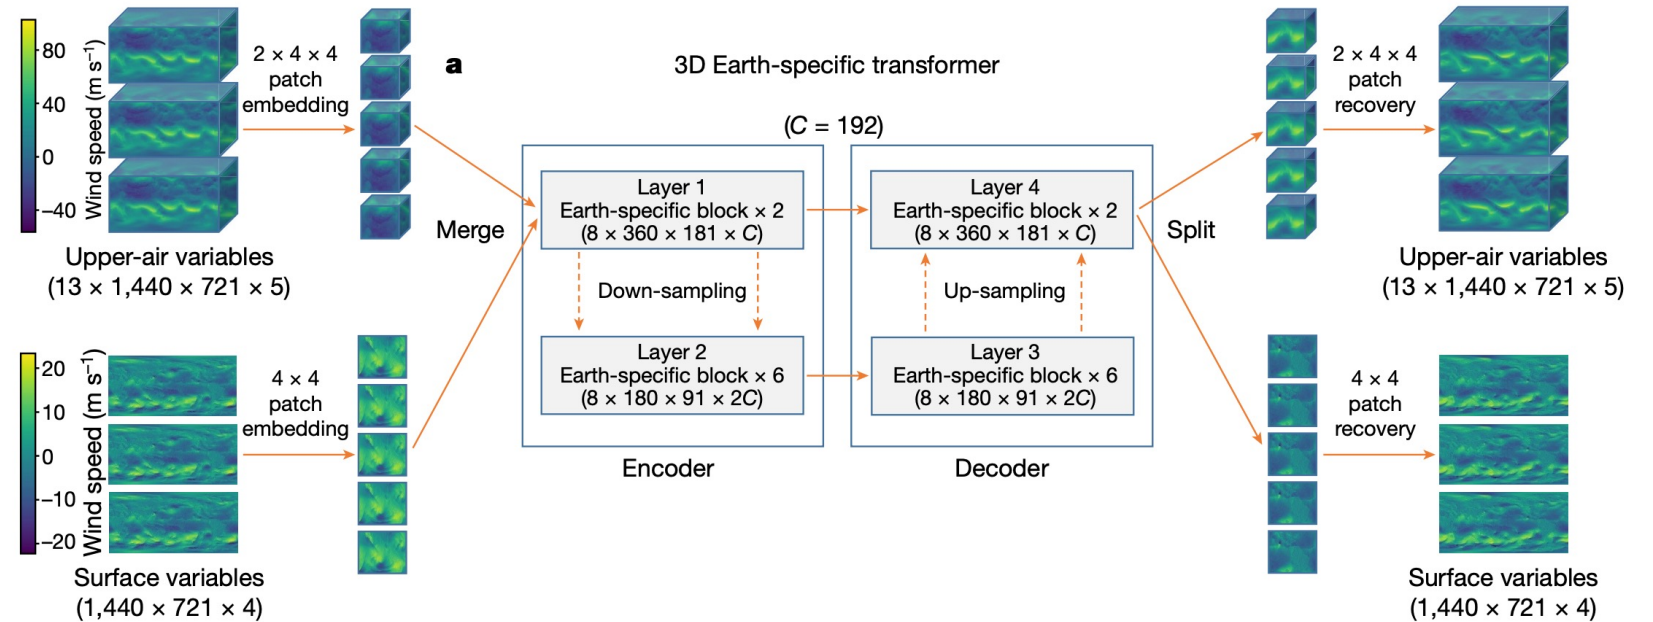 a
3D Earth-specific transformer
(C = 192)
80
40
0
−40
Wind speed (m s−1)
Upper-air variables
(13 × 1,440 × 721 × 5)
2 × 4 × 4
patch
embedding
20
10
0
−10
−20
Wind speed (m s−1)
Surface variables
(1,440 × 721 × 4)
4 × 4
patch
embedding
Merge
Layer 1
Earth-specific block × 2
(8 × 360 × 181 × C)
Down-sampling
Layer 2
Earth-specific block × 6
(8 × 180 × 91 × 2C)
Encoder
Layer 4
Earth-specific block × 2
(8 × 360 × 181 × C)
Up-sampling
Layer 3
Earth-specific block × 6
(8 × 180 × 91 × 2C)
Decoder
Split
2 × 4 × 4
patch
recovery
Upper-air variables
(13 × 1,440 × 721 × 5)
4 × 4
patch
recovery
Surface variables
(1,440 × 721 × 4)